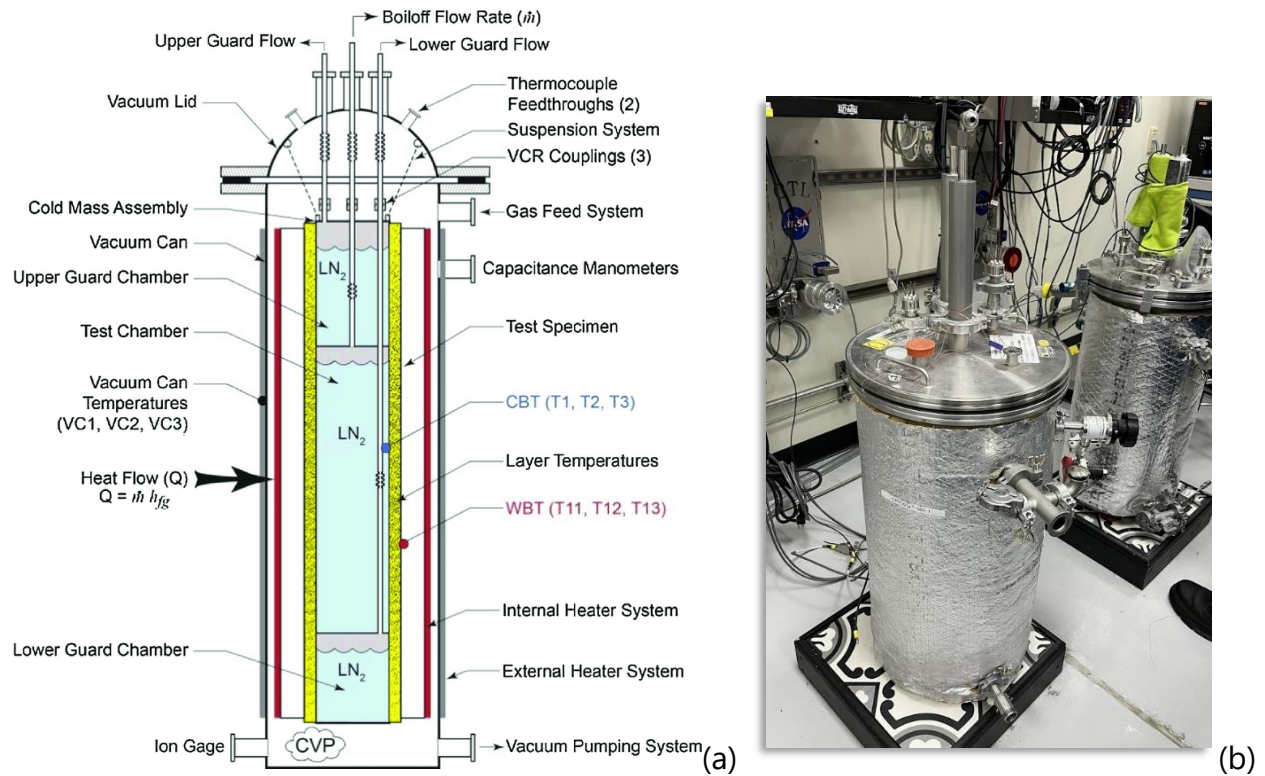 Boiloff Flow Rate (ṁ)
Upper Guard Flow
Lower Guard Flow
Vacuum Lid
Thermocouple
Feedthroughs (2)
Suspension System
VCR Couplings (3)
Cold Mass Assembly
Gas Feed System
Vacuum Can
Upper Guard Chamber
LN2
Capacitance Manometers
Test Chamber
Test Specimen
Vacuum Can
Temperatures
(VC1, VC2, VC3)
CBT (T1, T2, T3)
LN2
Layer Temperatures
Heat Flow (Q)
Q = ṁ hfg
WBT (T11, T12, T13)
Internal Heater System
Lower Guard Chamber
LN2
External Heater System
Ion Gage
CVP
Vacuum Pumping System
(a)
TL
NASA
(b)